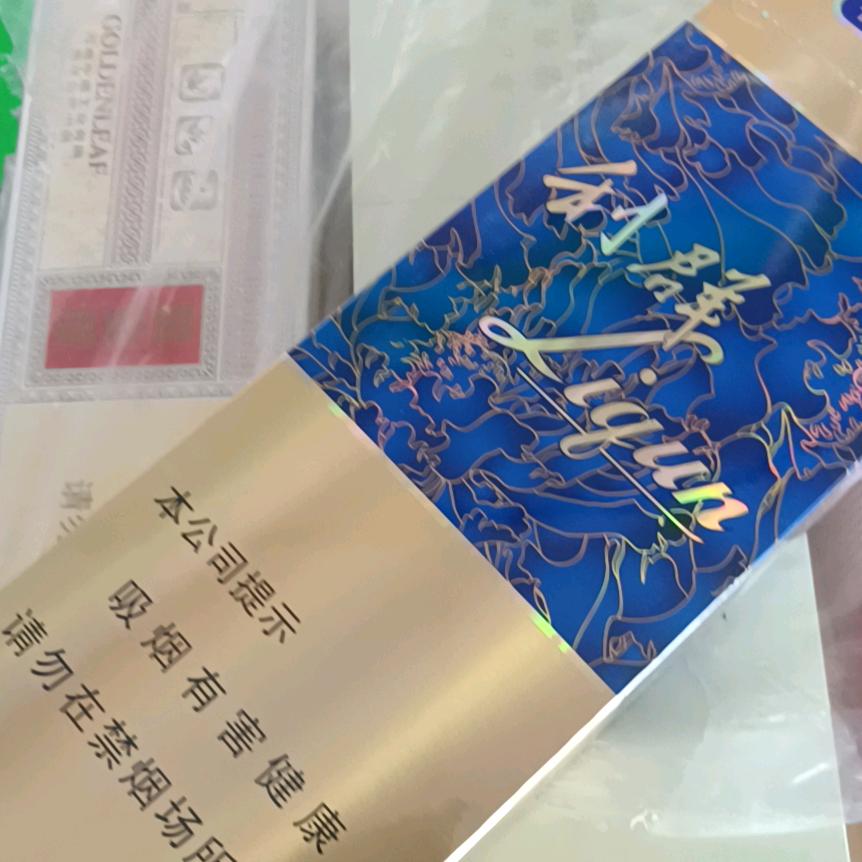 利群
Liqun
本公司提示
吸烟有害健康
请勿在禁烟场所
GOLDENLEAF
请